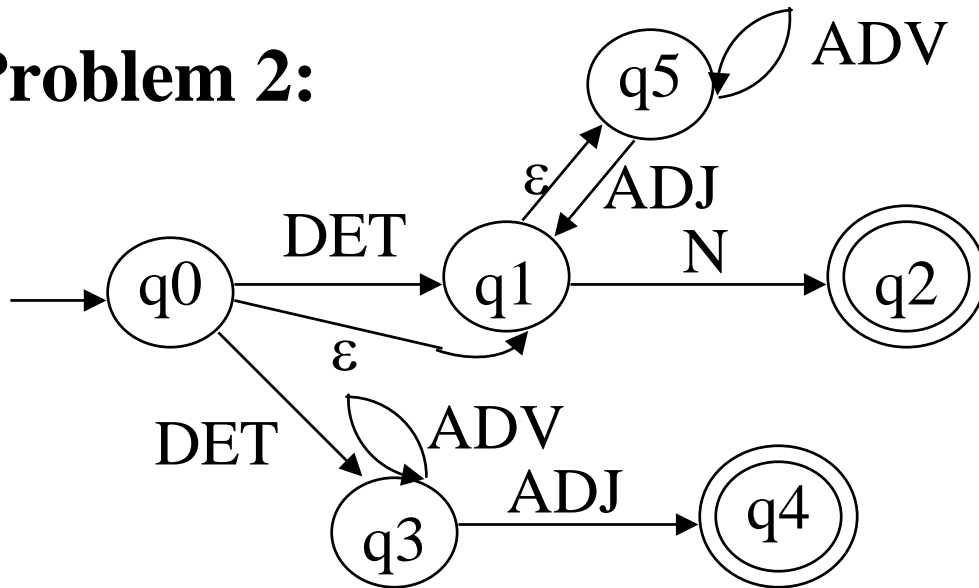 Problem 2:
ADV
q5
ε
ADJ
DET
N
q0
q1
q2
ε
DET
ADV
ADJ
q3
q4